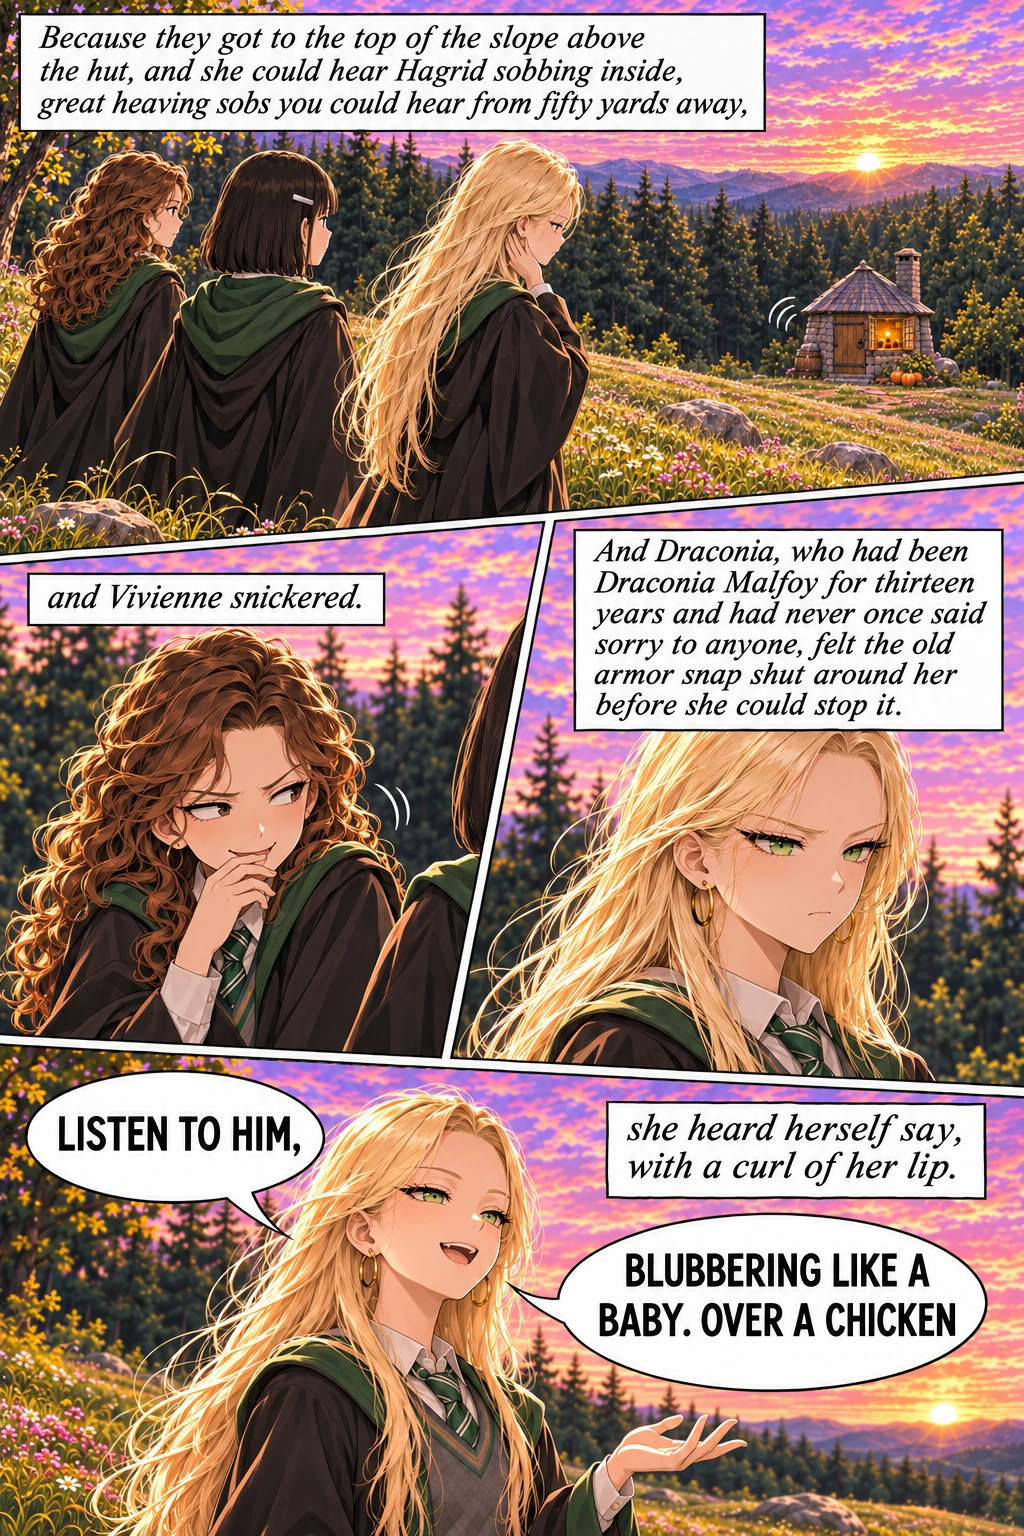 Because they got to the top of the slope above
the hut, and she could hear Hagrid sobbing inside,
great heaving sobs you could hear from fifty yards away,
and Vivienne snickered.
And Draconia, who had been
Draconia Malfoy for thirteen
years and had never once said
sorry to anyone, felt the old
armor snap shut around her
before she could stop it.
LISTEN TO HIM,
she heard herself say,
with a curl of her lip.
BLUBBERING LIKE A
BABY. OVER A CHICKEN